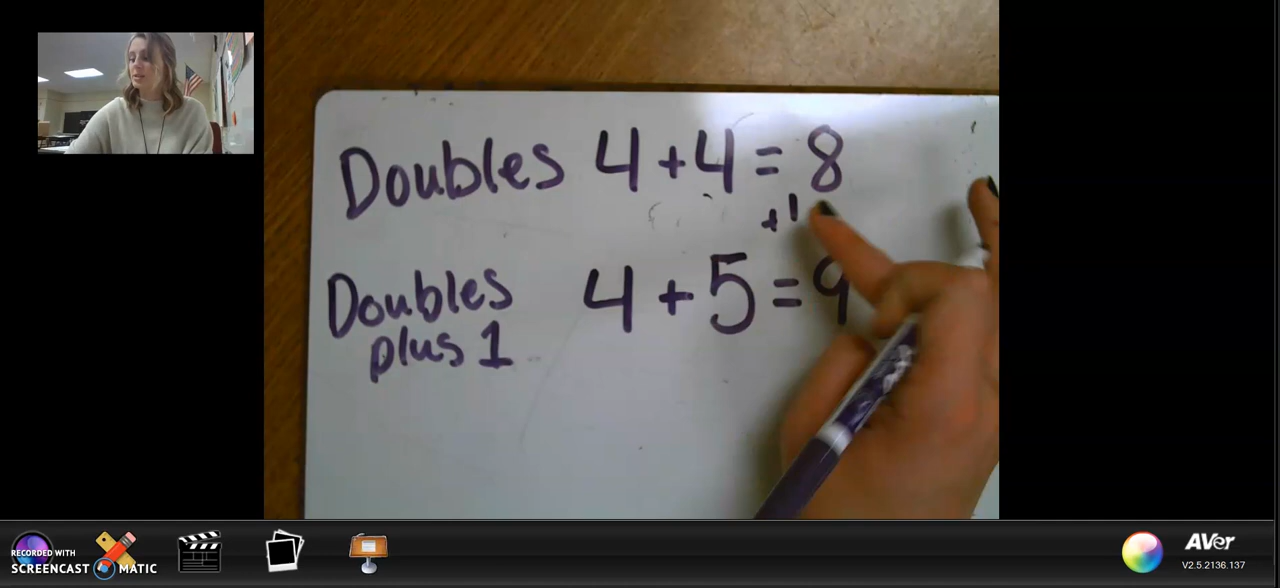 Doubles 4+4=8
+1
Doubles 4+5=9
plus 1
RECORDED WITH
SCREENCAST MATIC
AVer
V2.5.2136.137